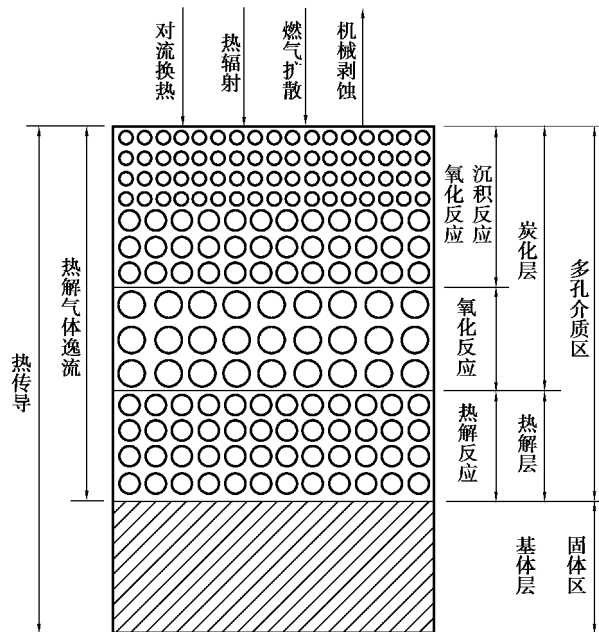 对流换热
热辐射
燃气扩散
机械剥蚀
热传导
热解气体逸流
氧化反应
沉积反应
炭化层
多孔介质区
氧化反应
热解反应
热解层
基体层
固体区